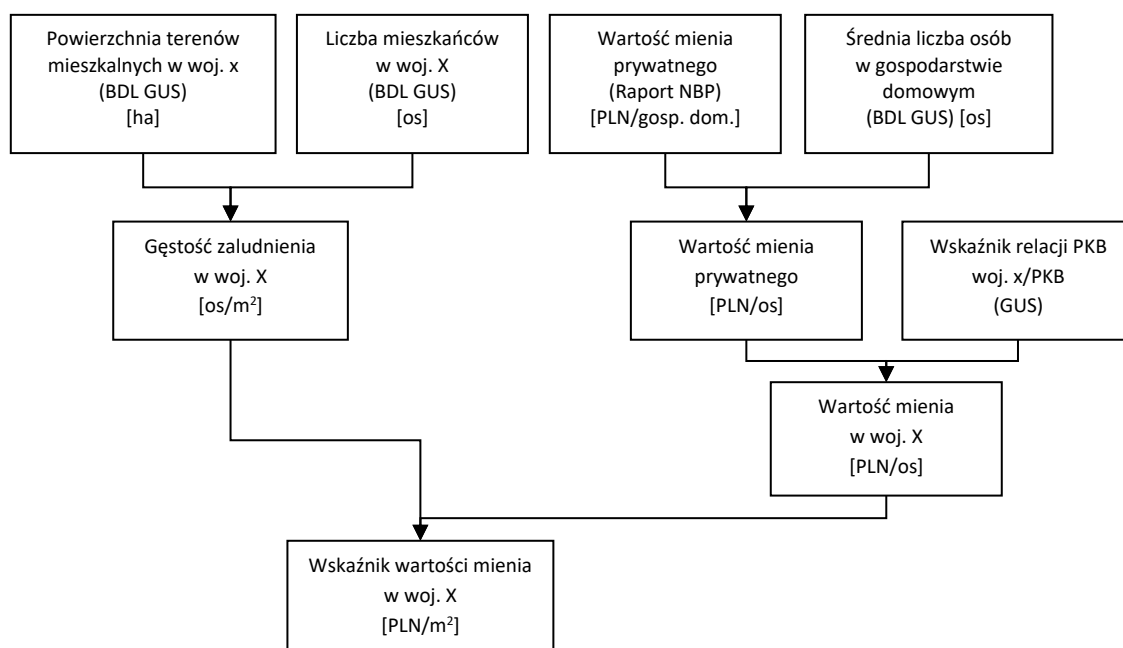 Powierzchnia terenów
mieszkalnych w woj. x
(BDL GUS)
[ha]
Liczba mieszkańców
w woj. X
(BDL GUS)
[os]
Wartość mienia
prywatnego
(Raport NBP)
[PLN/gosp. dom.]
Średnia liczba osób
w gospodarstwie
domowym
(BDL GUS) [os]
Gęstość zaludnienia
w woj. X
[os/m²]
Wartość mienia
prywatnego
[PLN/os]
Wskaźnik relacji PKB
woj. x/PKB
(GUS)
Wartość mienia
w woj. X
[PLN/os]
Wskaźnik wartości mienia
w woj. X
[PLN/m²]